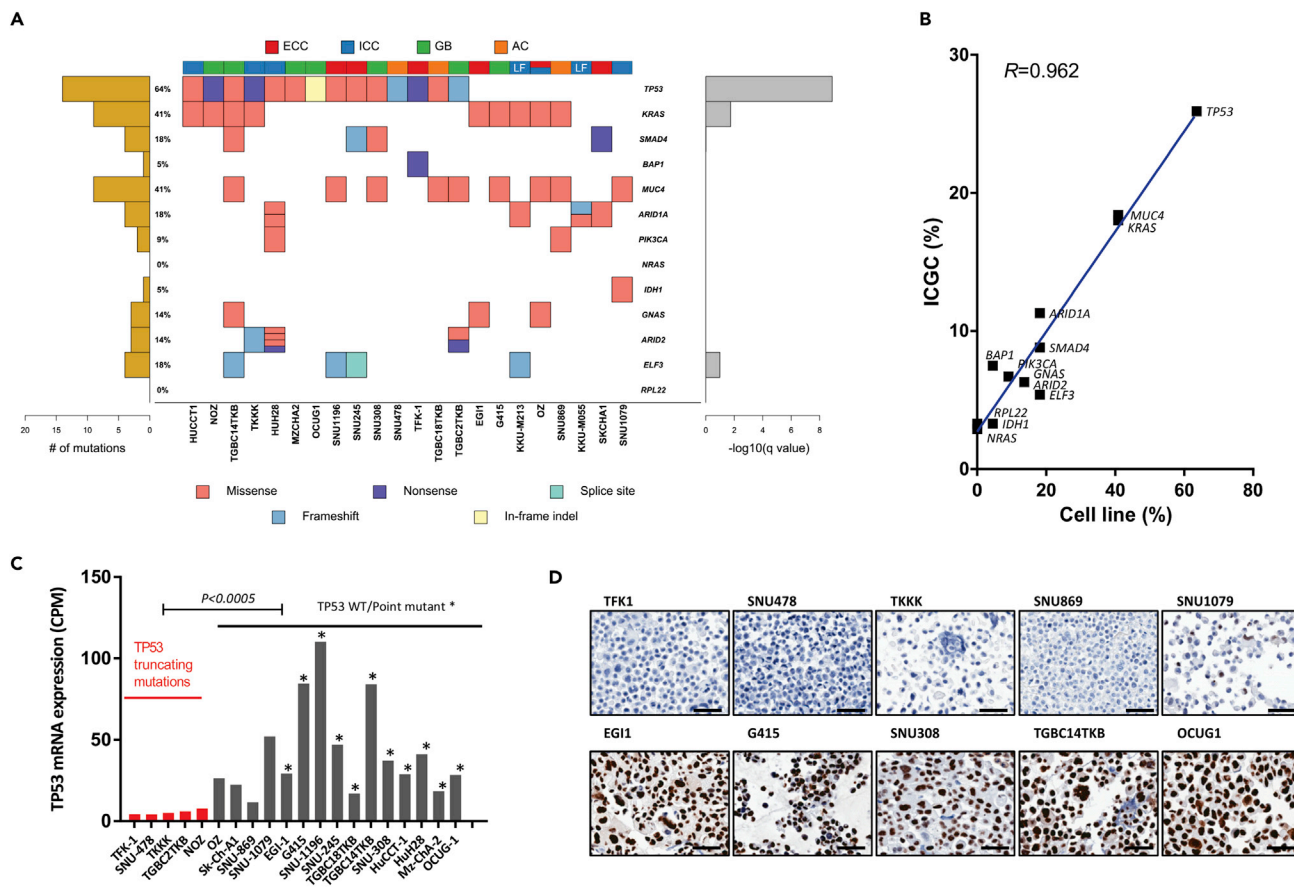 A
ECC ICC GB AC
LF LF
64% TP53
41% KRAS
18% SMAD4
5% BAP1
41% MUC4
18% ARID1A
9% PIK3CA
0% NRAS
5% IDH1
14% GNAS
14% ARID2
18% ELF3
0% RPL22
20 15 10 5 0
# of mutations
HUCCT1 NOZ TGBC14TKB TKKK HUH28 MZCHA2 OCUG1 SNU1196 SNU245 SNU308 SNU478 TFK-1 TGBC18TKB TGBC2TKB EGI1 G415 KKU-M213 OZ SNU869 KKU-M055 SKCHA1 SNU1079
0 2 4 6 8
-log10(q value)
Missense Nonsense Splice site
Frameshift In-frame indel
B
R=0.962
ICGC (%)
30
20
10
0
TP53
MUC4
KRAS
ARID1A
SMAD4
BAP1
PIK3CA
GNAS
ARID2
ELF3
RPL22
IDH1
NRAS
0 20 40 60 80
Cell line (%)
C
TP53 mRNA expression (CPM)
150
100
50
0
P<0.0005
TP53 WT/Point mutant *
TP53
truncating
mutations
* * * * * * * * * * *
TFK-1 SNU-478 TKKK TGBC2TKB NOZ OZ Sk-Ch-A1 SNU-869 SNU-1079 EGI-1 G415 SNU-1196 SNU-245 TGBC18TKB TGBC14TKB SNU-308 HuCCT-1 HuH28 Mz-ChA-2 OCUG-1
D
TFK1 SNU478 TKKK SNU869 SNU1079
EGI1 G415 SNU308 TGBC14TKB OCUG1